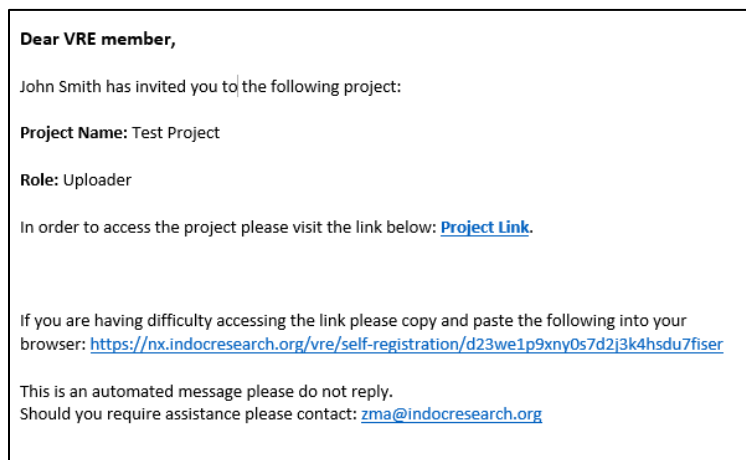 Dear VRE member,
John Smith has invited you to the following project:
Project Name: Test Project
Role: Uploader
In order to access the project please visit the link below: Project Link.
If you are having difficulty accessing the link please copy and paste the following into your
browser: https://nx.indocresearch.org/vre/self-registration/d23we1p9xny0s7d2j3k4hsdu7fiser
This is an automated message please do not reply.
Should you require assistance please contact: zma@indocresearch.org